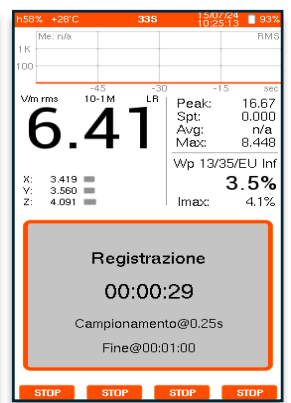 h58% +28°C 33S 15/07/24 10:25:13 93%
Me: n/a RMS
1K
100
-45 -30 -15 sec
V/m rms 10-1M LR
6.41
Peak: 16.67
Spt: 0.000
Avg: n/a
Max: 8.448
Wp 13/35/EU Inf
3.5%
Imax: 4.1%
X: 3.419
Y: 3.560
Z: 4.091
Registrazione
00:00:29
Campionamento@0.25s
Fine@00:01:00
STOP STOP STOP STOP